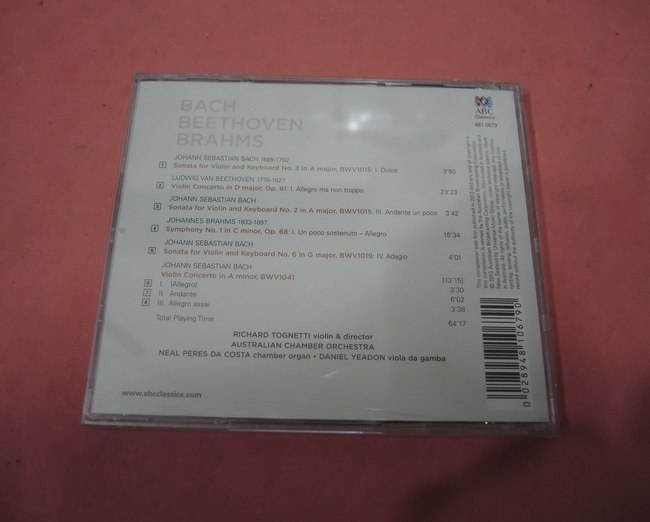 BACH
BEETHOVEN
BRAHMS
ABC
Classics
481 0679
JOHANN SEBASTIAN BACH 1685-1750
1 Sonata for Violin and Keyboard No. 2 in A major, BWV1015: I. Dolce 3'50
LUDWIG VAN BEETHOVEN 1770-1827
2 Violin Concerto in D major, Op. 61: I. Allegro ma non troppo 23'23
JOHANN SEBASTIAN BACH
3 Sonata for Violin and Keyboard No. 2 in A major, BWV1015: III. Andante un poco 3'42
JOHANNES BRAHMS 1833-1897
4 Symphony No. 1 in C minor, Op. 68: I. Un poco sostenuto – Allegro 15'34
JOHANN SEBASTIAN BACH
5 Sonata for Violin and Keyboard No. 6 in G major, BWV1019: IV. Adagio 4'01
JOHANN SEBASTIAN BACH
Violin Concerto in A minor, BWV1041 [13'15]
6 I. [Allegro] 3'30
7 II. Andante 6'02
8 III. Allegro assai 3'36
Total Playing Time 64'17
RICHARD TOGNETTI violin & director
AUSTRALIAN CHAMBER ORCHESTRA
NEAL PERES DA COSTA chamber organ • DANIEL YEADON viola da gamba
www.abcclassics.com
0 028948 106790